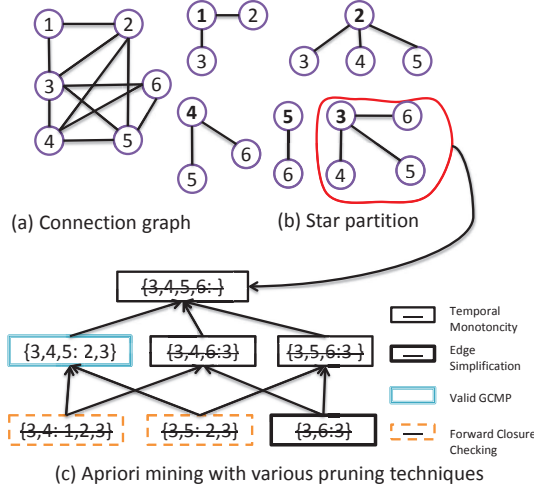 1 2 1 2 2
3 6 3 3 4 5
4 5 4 5 3 6
5 6 6 4 5
(a) Connection graph (b) Star partition
{3,4,5,6: }
{3,4,5: 2,3} {3,4,6:3} {3,5,6:3 }
{3,4: 1,2,3} {3,5: 2,3} {3,6:3}
Temporal
Monotoncity
Edge
Simplification
Valid GCMP
Forward Closure
Checking
(c) Apriori mining with various pruning techniques